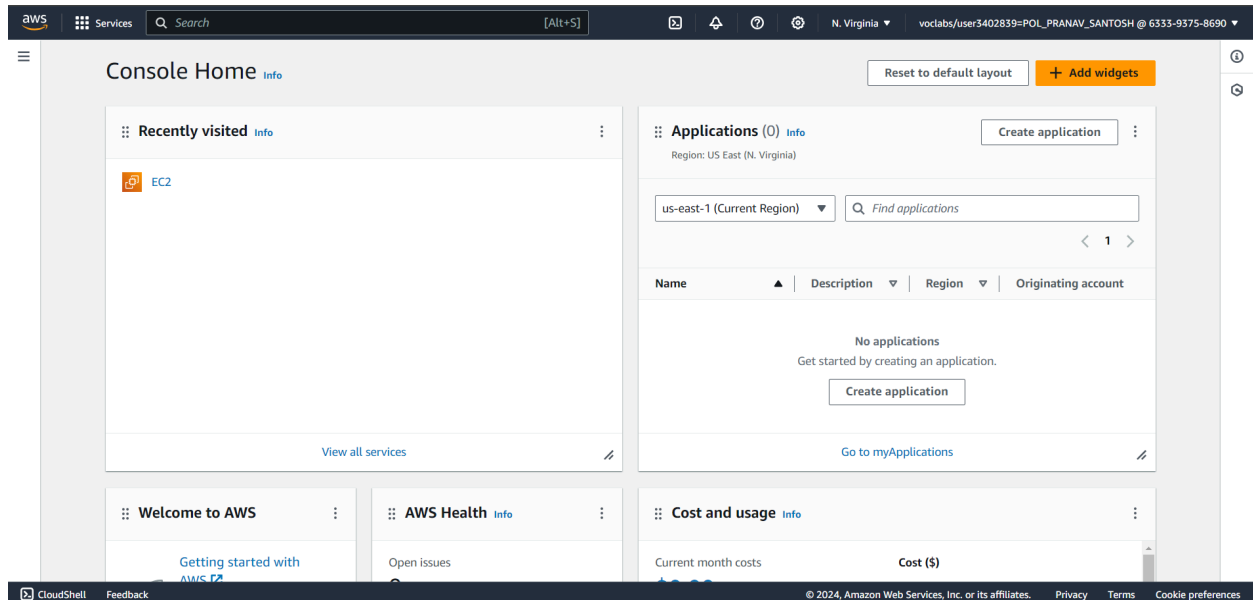 aws Services Search [Alt+S] N. Virginia voclabs/user3402839=POL_PRANAV_SANTOSH @ 6333-9375-8690
Console Home Info
Reset to default layout
+ Add widgets
Recently visited Info
EC2
View all services
Applications (0) Info
Region: US East (N. Virginia)
Create application
us-east-1 (Current Region)
Find applications
1
Name Description Region Originating account
No applications
Get started by creating an application.
Create application
Go to myApplications
Welcome to AWS
Getting started with
AWS
AWS Health Info
Open issues
Cost and usage Info
Current month costs Cost ($)
CloudShell Feedback © 2024, Amazon Web Services, Inc. or its affiliates. Privacy Terms Cookie preferences